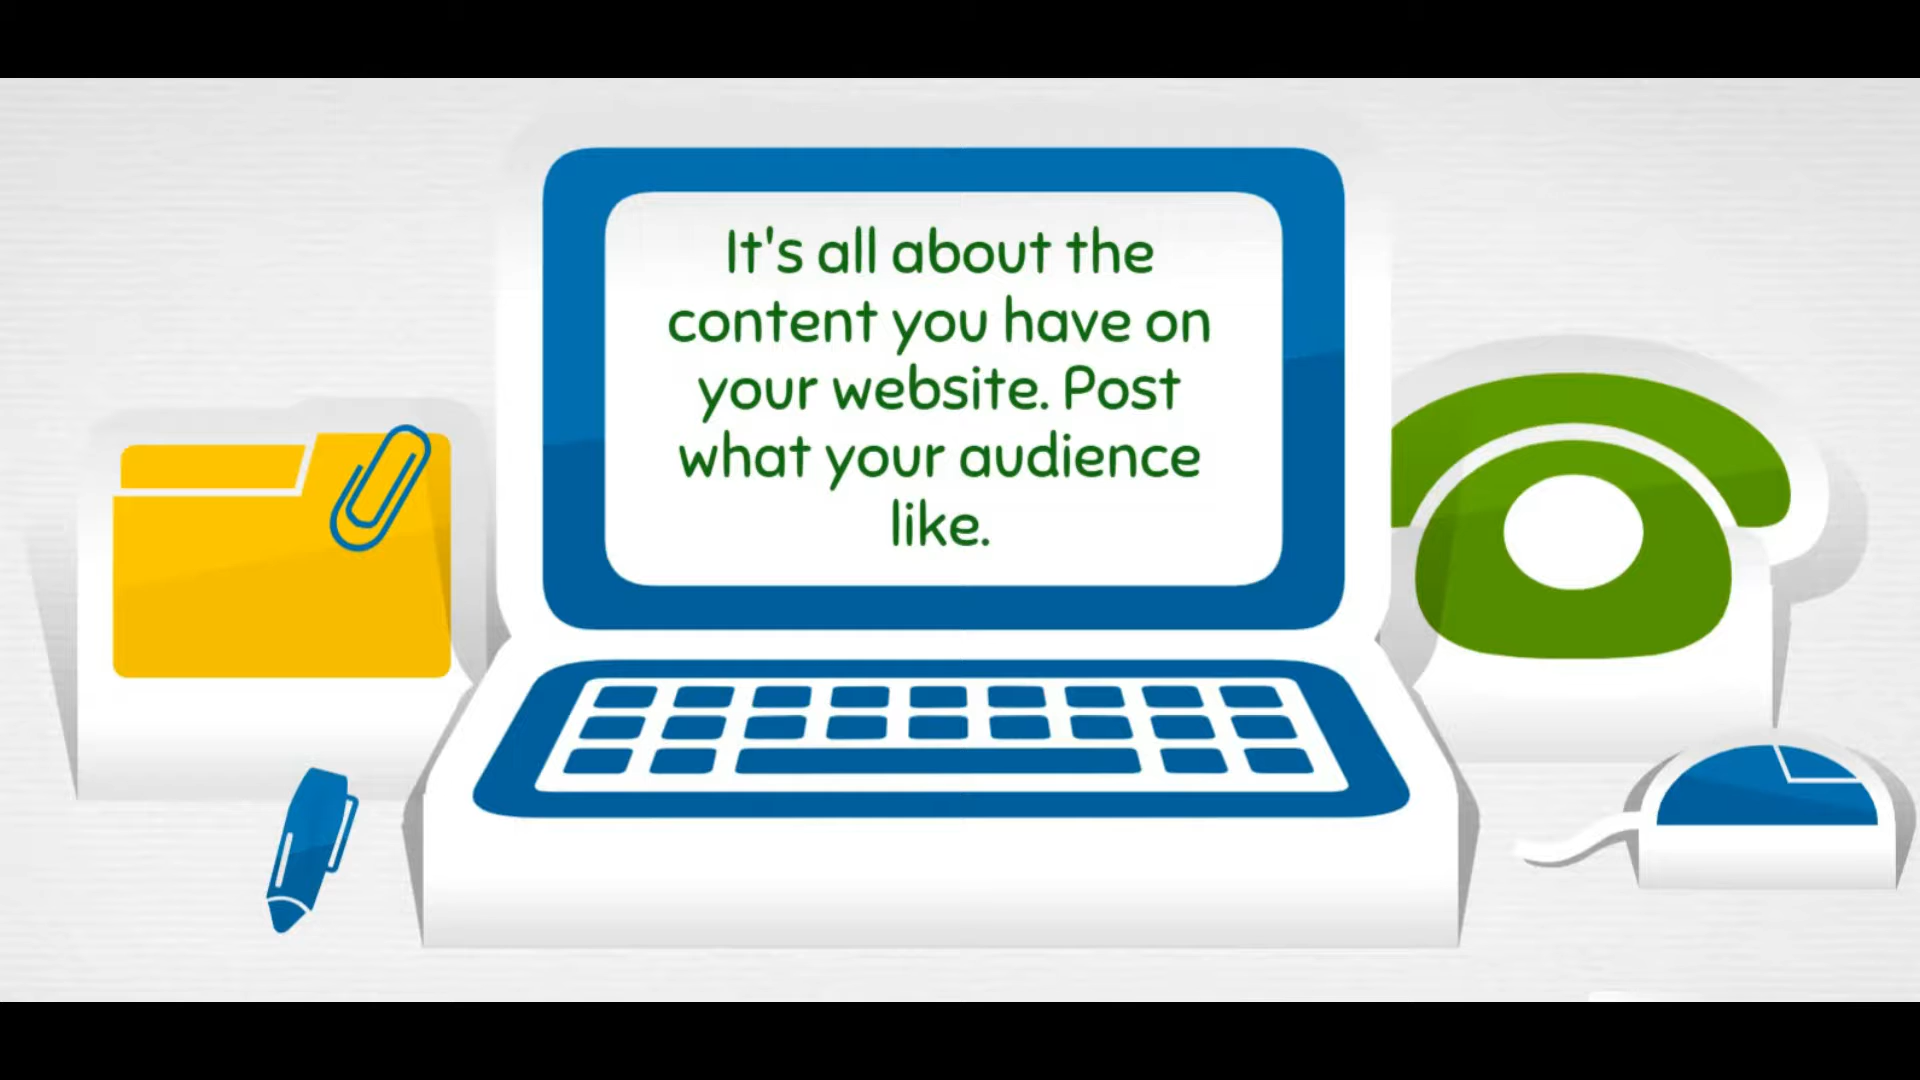 It's all about the
content you have on
your website. Post
what your audience
like.